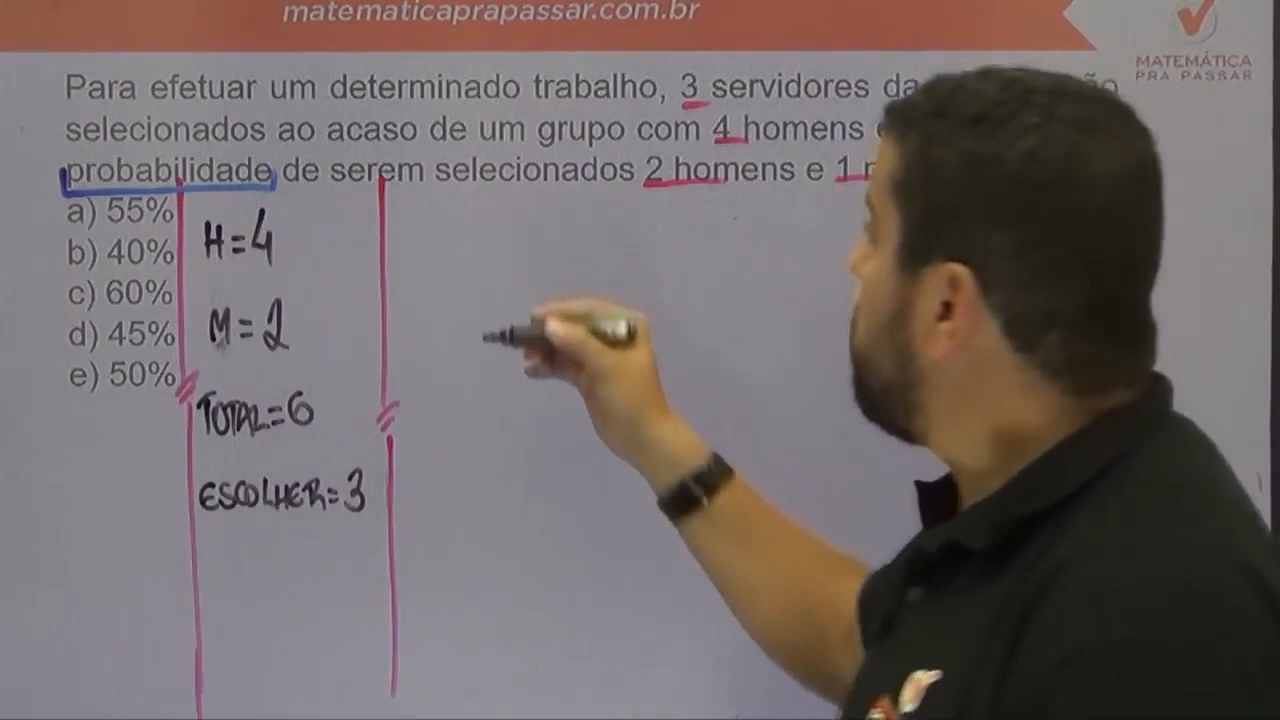 matematicaprapassar.com.br
MATEMÁTICA
PRA PASSAR
Para efetuar um determinado trabalho, 3 servidores da
selecionados ao acaso de um grupo com 4 homens
probabilidade de serem selecionados 2 homens e 1
a) 55%
b) 40%
c) 60%
d) 45%
e) 50%
H=4
M=2
TOTAL=6
ESCOLHER=3